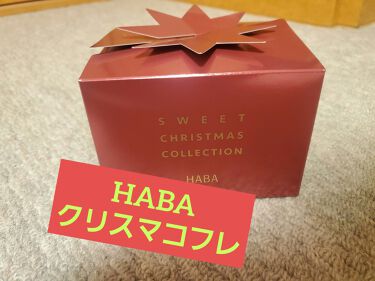 SWEET
CHRISTMAS
COLLECTION
HABA
HABA
クリスマコフレ